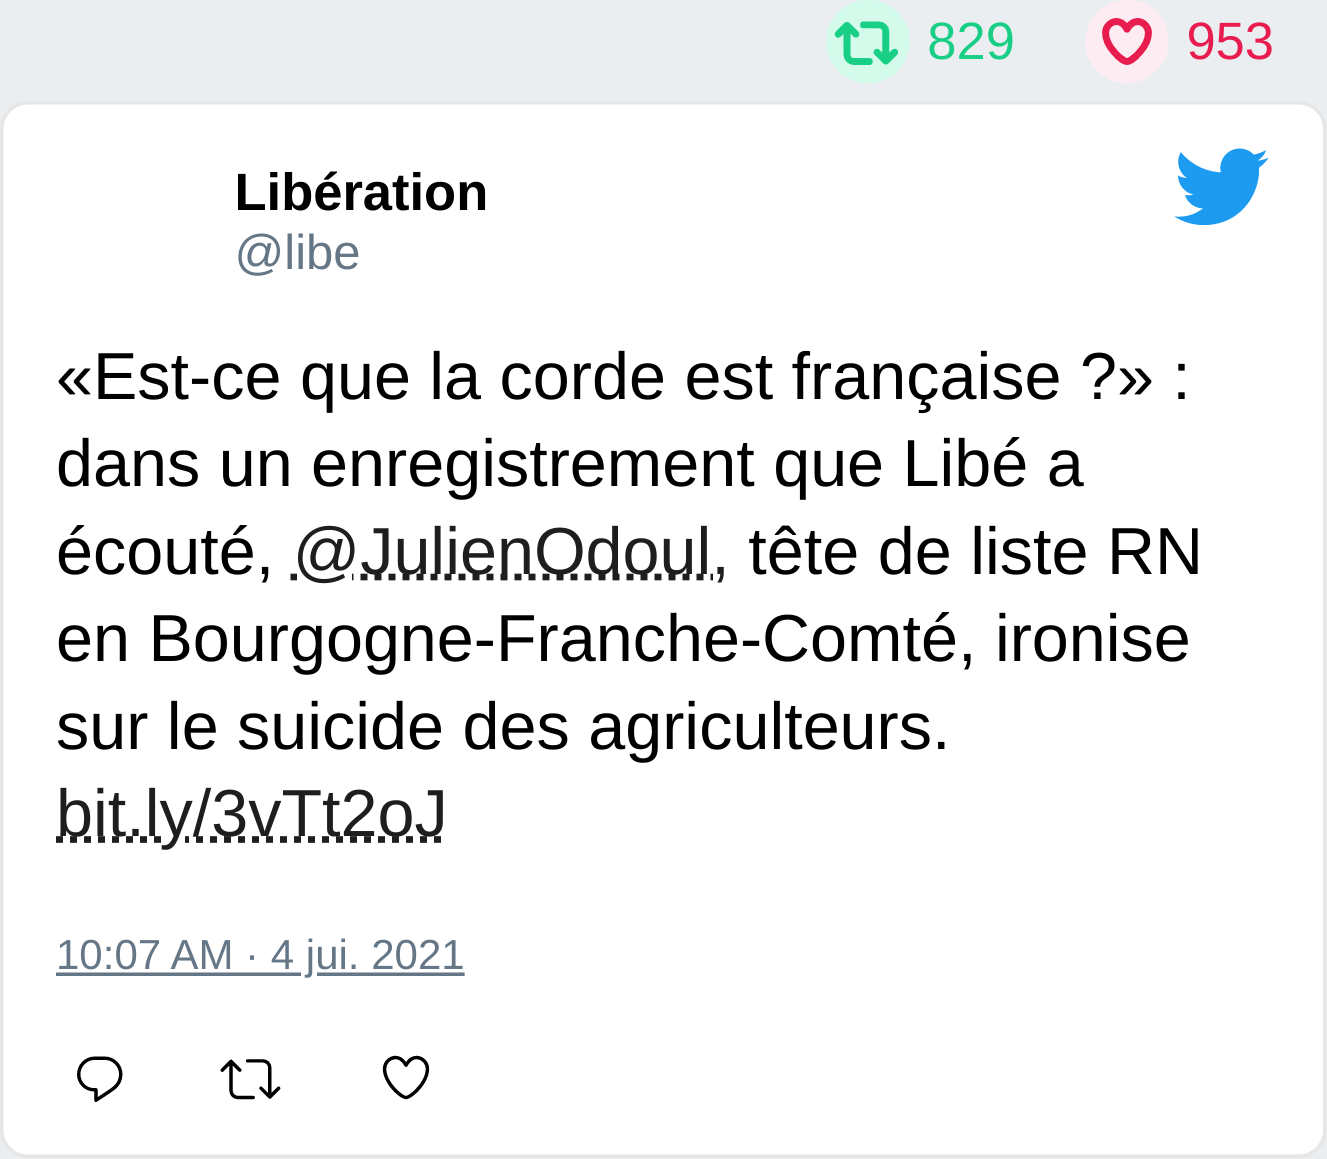 829 953
Libération
@libe
«Est-ce que la corde est française ?» :
dans un enregistrement que Libé a
écouté, @JulienOdoul, tête de liste RN
en Bourgogne-Franche-Comté, ironise
sur le suicide des agriculteurs.
bit.ly/3vTt2oJ
10:07 AM · 4 jui. 2021